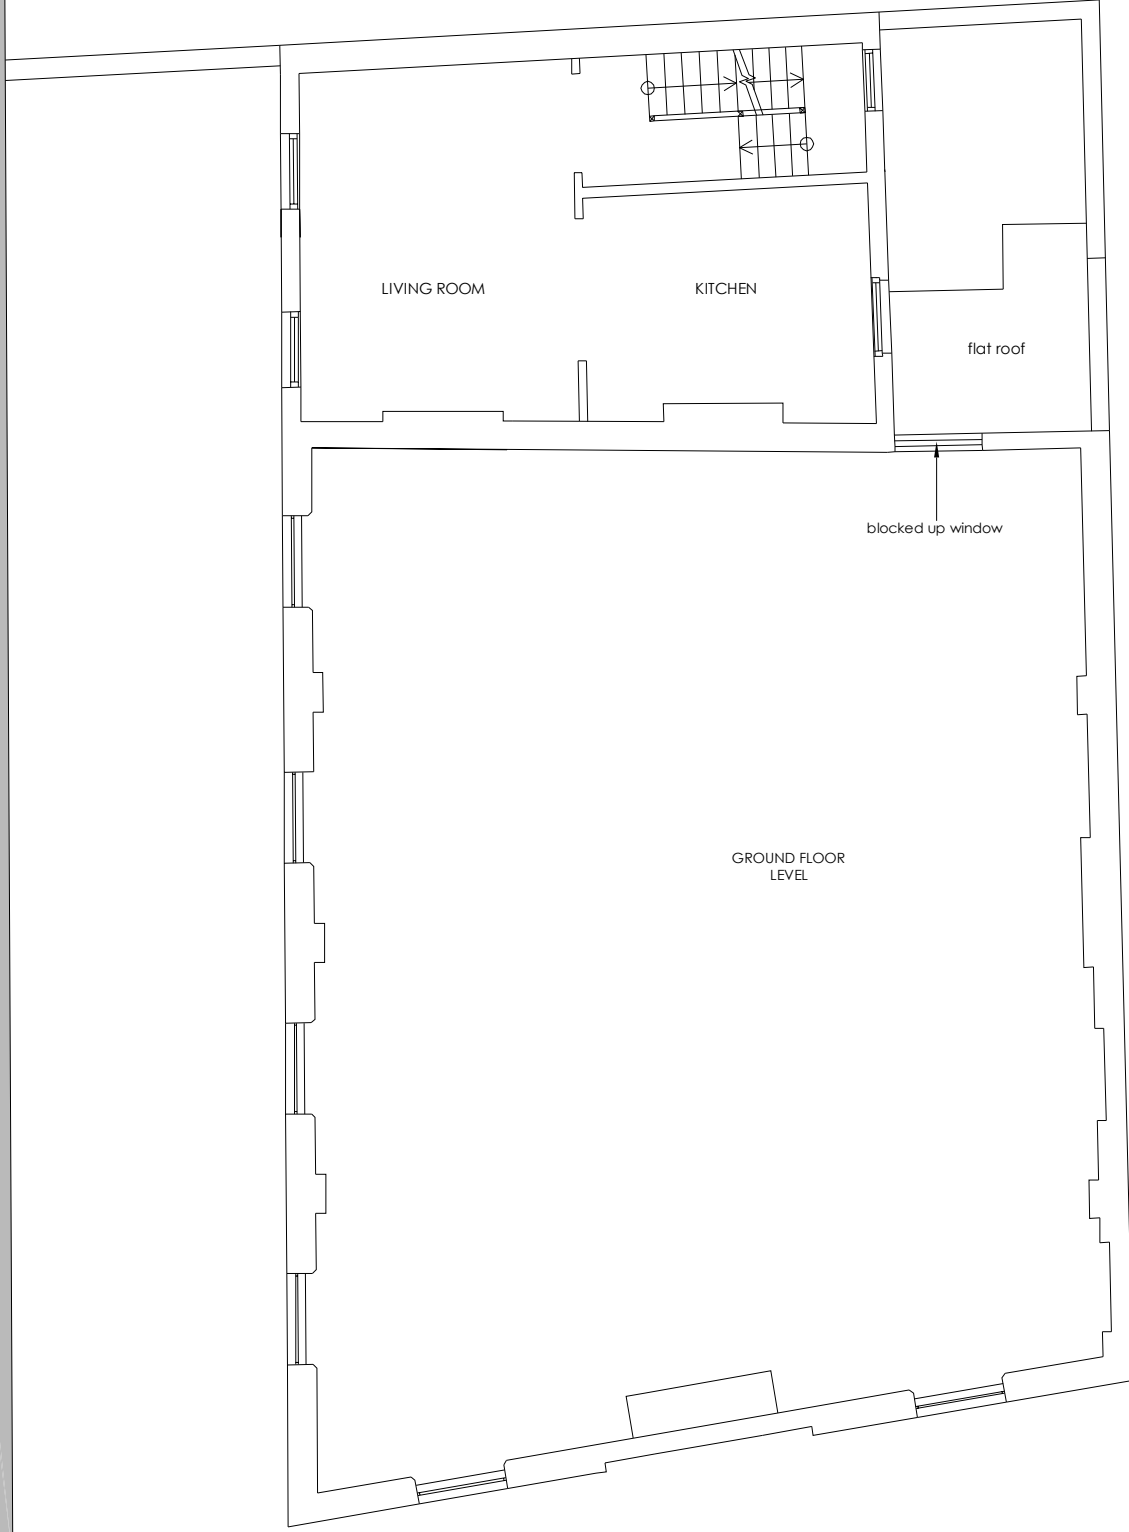 LIVING ROOM
KITCHEN
flat roof
blocked up window
GROUND FLOOR
LEVEL